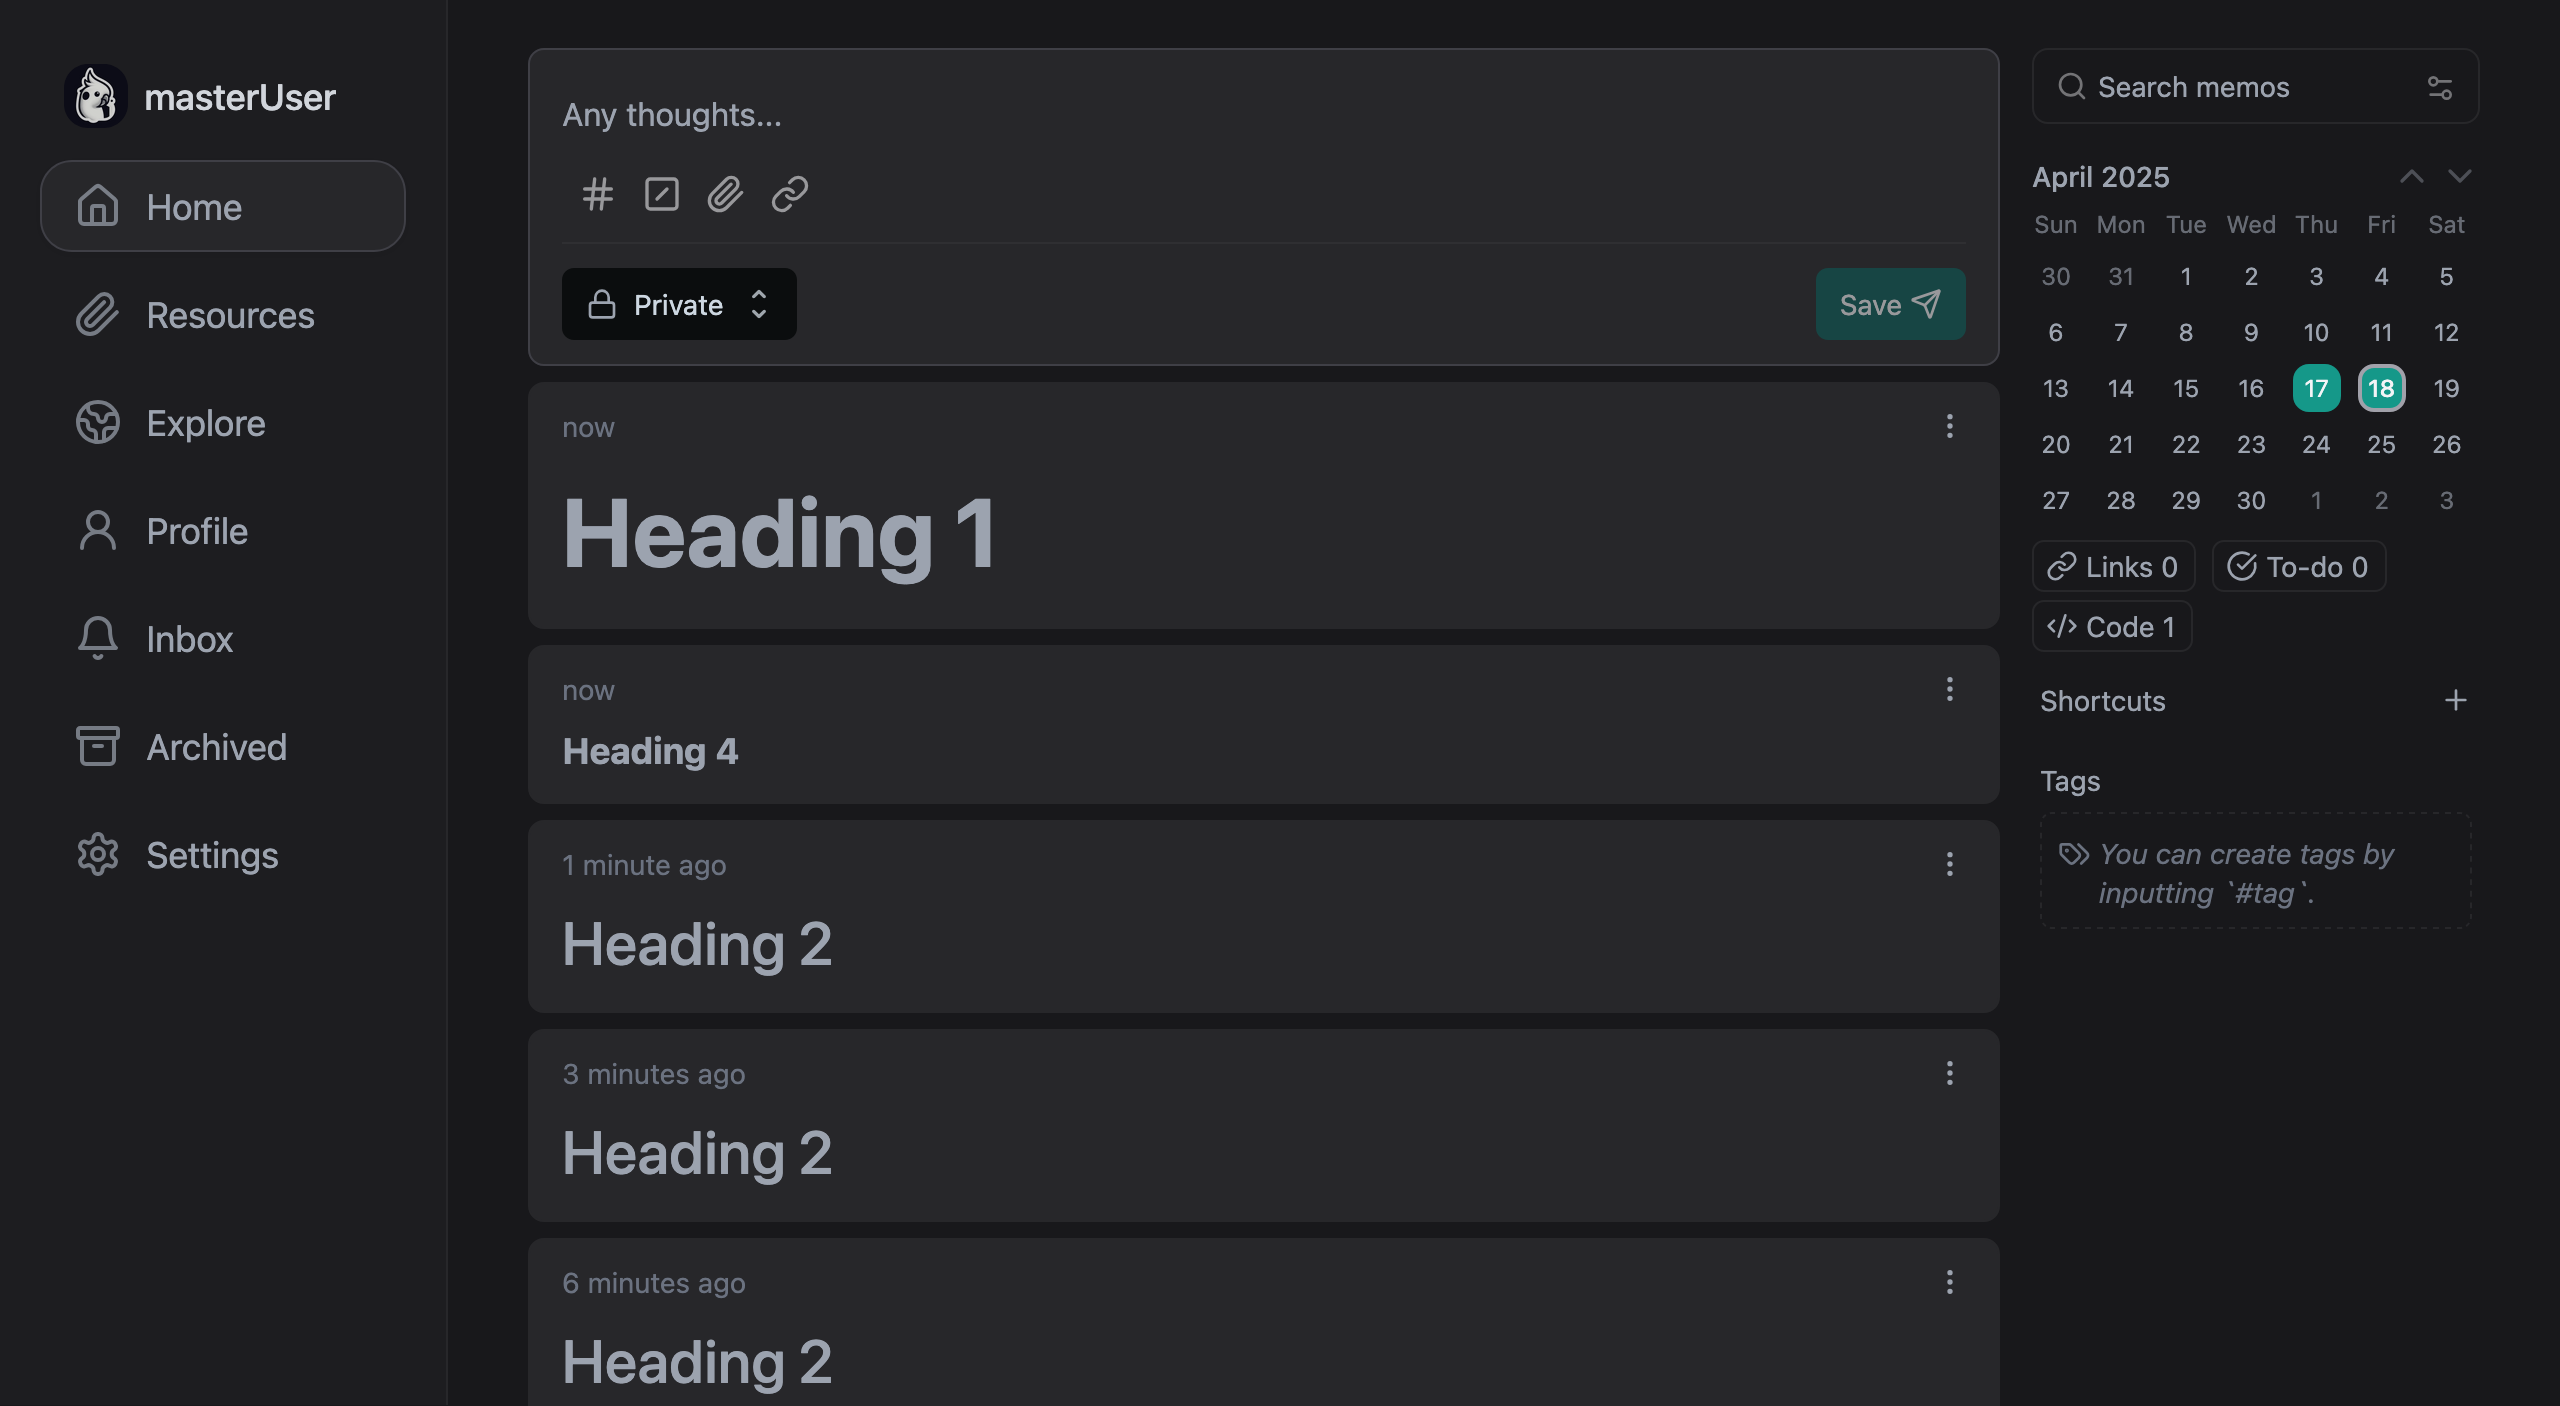 masterUser
Home
Resources
Explore
Profile
Inbox
Archived
Settings
Any thoughts...
Private
Save
now
Heading 1
now
Heading 4
1 minute ago
Heading 2
3 minutes ago
Heading 2
6 minutes ago
Heading 2
Search memos
April 2025
Sun Mon Tue Wed Thu Fri Sat
30 31 1 2 3 4 5
6 7 8 9 10 11 12
13 14 15 16 17 18 19
20 21 22 23 24 25 26
27 28 29 30 1 2 3
Links 0 To-do 0
Code 1
Shortcuts
Tags
You can create tags by
inputting `#tag`.